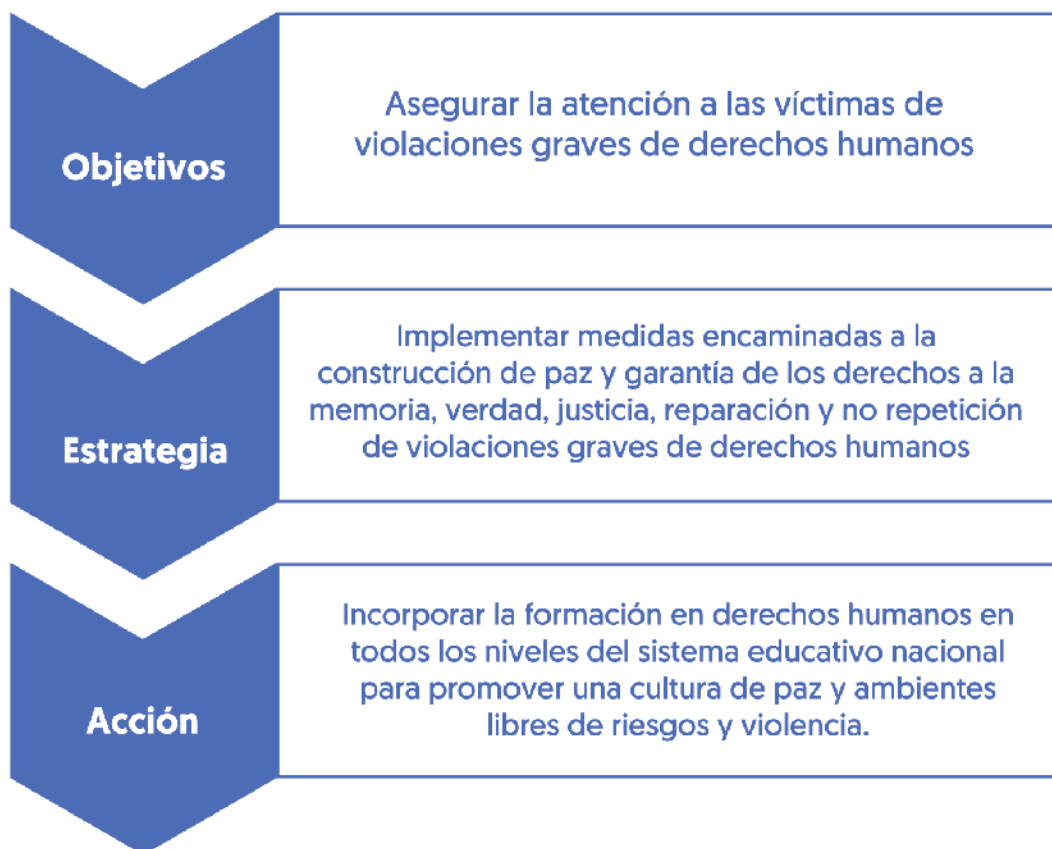 Objetivos
Asegurar la atención a las víctimas de
violaciones graves de derechos humanos
Estrategia
Implementar medidas encaminadas a la
construcción de paz y garantía de los derechos a la
memoria, verdad, justicia, reparación y no repetición
de violaciones graves de derechos humanos
Acción
Incorporar la formación en derechos humanos en
todos los niveles del sistema educativo nacional
para promover una cultura de paz y ambientes
libres de riesgos y violencia.